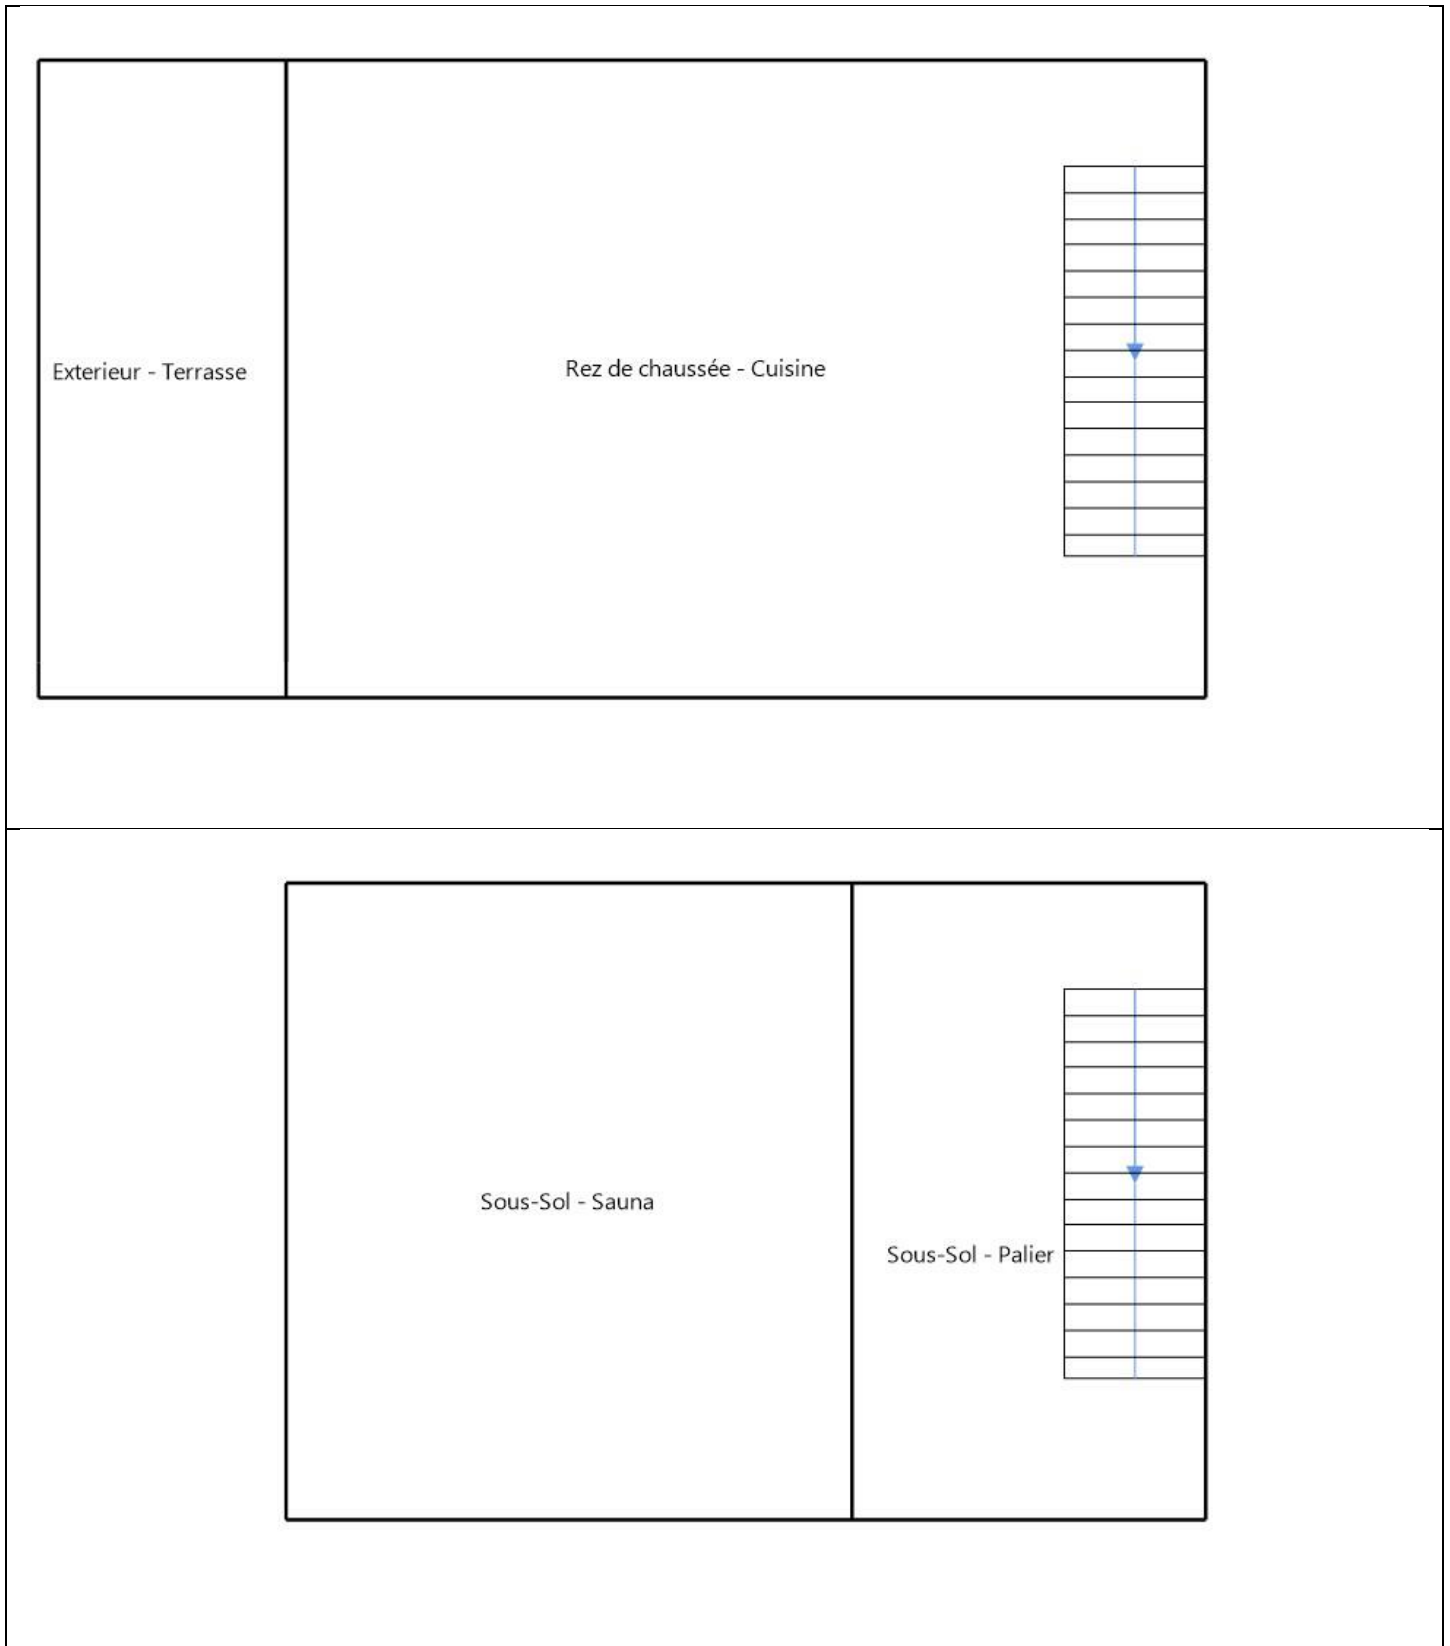 Exterieur - Terrasse
Rez de chaussée - Cuisine
Sous-Sol - Sauna
Sous-Sol - Palier